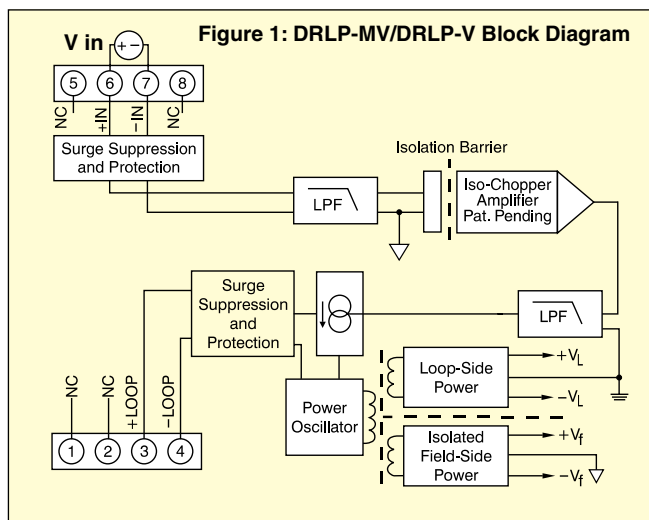 Figure 1: DRLP-MV/DRLP-V Block Diagram
V in
+ −
5 6 7 8
NC
+IN
−IN
NC
Surge Suppression
and Protection
LPF
Isolation Barrier
Iso-Chopper
Amplifier
Pat. Pending
Surge
Suppression
and
Protection
LPF
Loop-Side
Power
+VL
−VL
Power
Oscillator
Isolated
Field-Side
Power
+Vf
−Vf
NC
NC
+LOOP
−LOOP
1 2 3 4